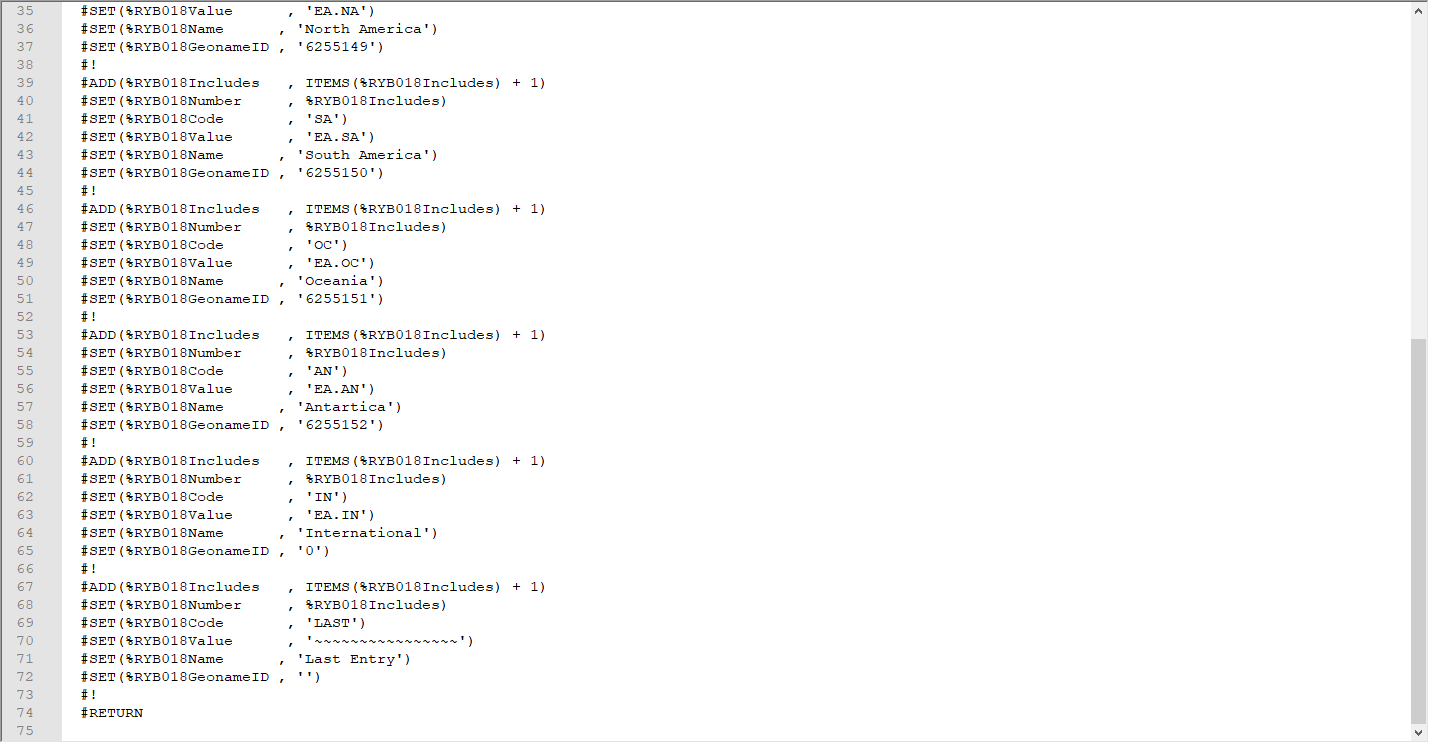 35 #SET(%RYB018Value      , 'EA.NA')
36 #SET(%RYB018Name      , 'North America')
37 #SET(%RYB018GeonameID , '6255149')
38 #!
39 #ADD(%RYB018Includes   , ITEMS(%RYB018Includes) + 1)
40 #SET(%RYB018Number     , %RYB018Includes)
41 #SET(%RYB018Code       , 'SA')
42 #SET(%RYB018Value      , 'EA.SA')
43 #SET(%RYB018Name      , 'South America')
44 #SET(%RYB018GeonameID , '6255150')
45 #!
46 #ADD(%RYB018Includes   , ITEMS(%RYB018Includes) + 1)
47 #SET(%RYB018Number     , %RYB018Includes)
48 #SET(%RYB018Code       , 'OC')
49 #SET(%RYB018Value      , 'EA.OC')
50 #SET(%RYB018Name      , 'Oceania')
51 #SET(%RYB018GeonameID , '6255151')
52 #!
53 #ADD(%RYB018Includes   , ITEMS(%RYB018Includes) + 1)
54 #SET(%RYB018Number     , %RYB018Includes)
55 #SET(%RYB018Code       , 'AN')
56 #SET(%RYB018Value      , 'EA.AN')
57 #SET(%RYB018Name      , 'Antartica')
58 #SET(%RYB018GeonameID , '6255152')
59 #!
60 #ADD(%RYB018Includes   , ITEMS(%RYB018Includes) + 1)
61 #SET(%RYB018Number     , %RYB018Includes)
62 #SET(%RYB018Code       , 'IN')
63 #SET(%RYB018Value      , 'EA.IN')
64 #SET(%RYB018Name      , 'International')
65 #SET(%RYB018GeonameID , '0')
66 #!
67 #ADD(%RYB018Includes   , ITEMS(%RYB018Includes) + 1)
68 #SET(%RYB018Number     , %RYB018Includes)
69 #SET(%RYB018Code       , 'LAST')
70 #SET(%RYB018Value      , '~~~~~~~~~~~~~~~~')
71 #SET(%RYB018Name      , 'Last Entry')
72 #SET(%RYB018GeonameID , '')
73 #!
74 #RETURN
75